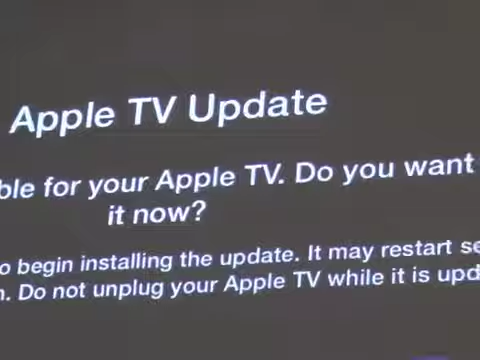 Apple TV Update
ble for your Apple TV. Do you want
it now?
o begin installing the update. It may restart se
n. Do not unplug your Apple TV while it is upd